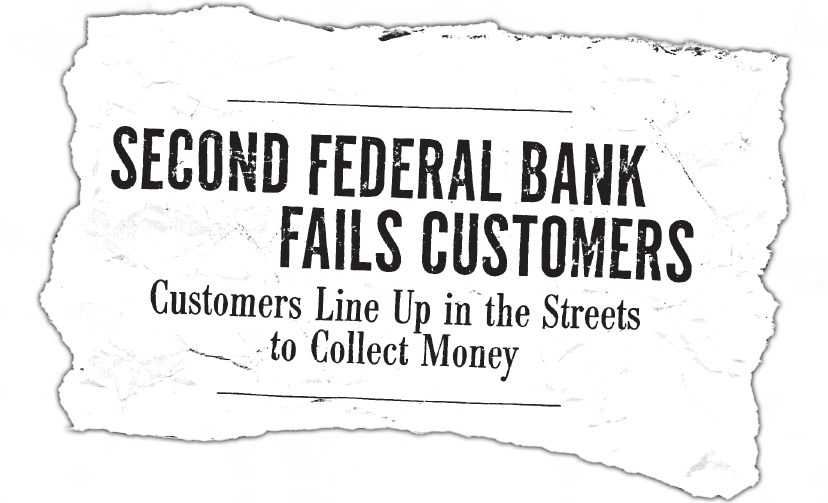 SECOND FEDERAL BANK
FAILS CUSTOMERS
Customers Line Up in the Streets
to Collect Money